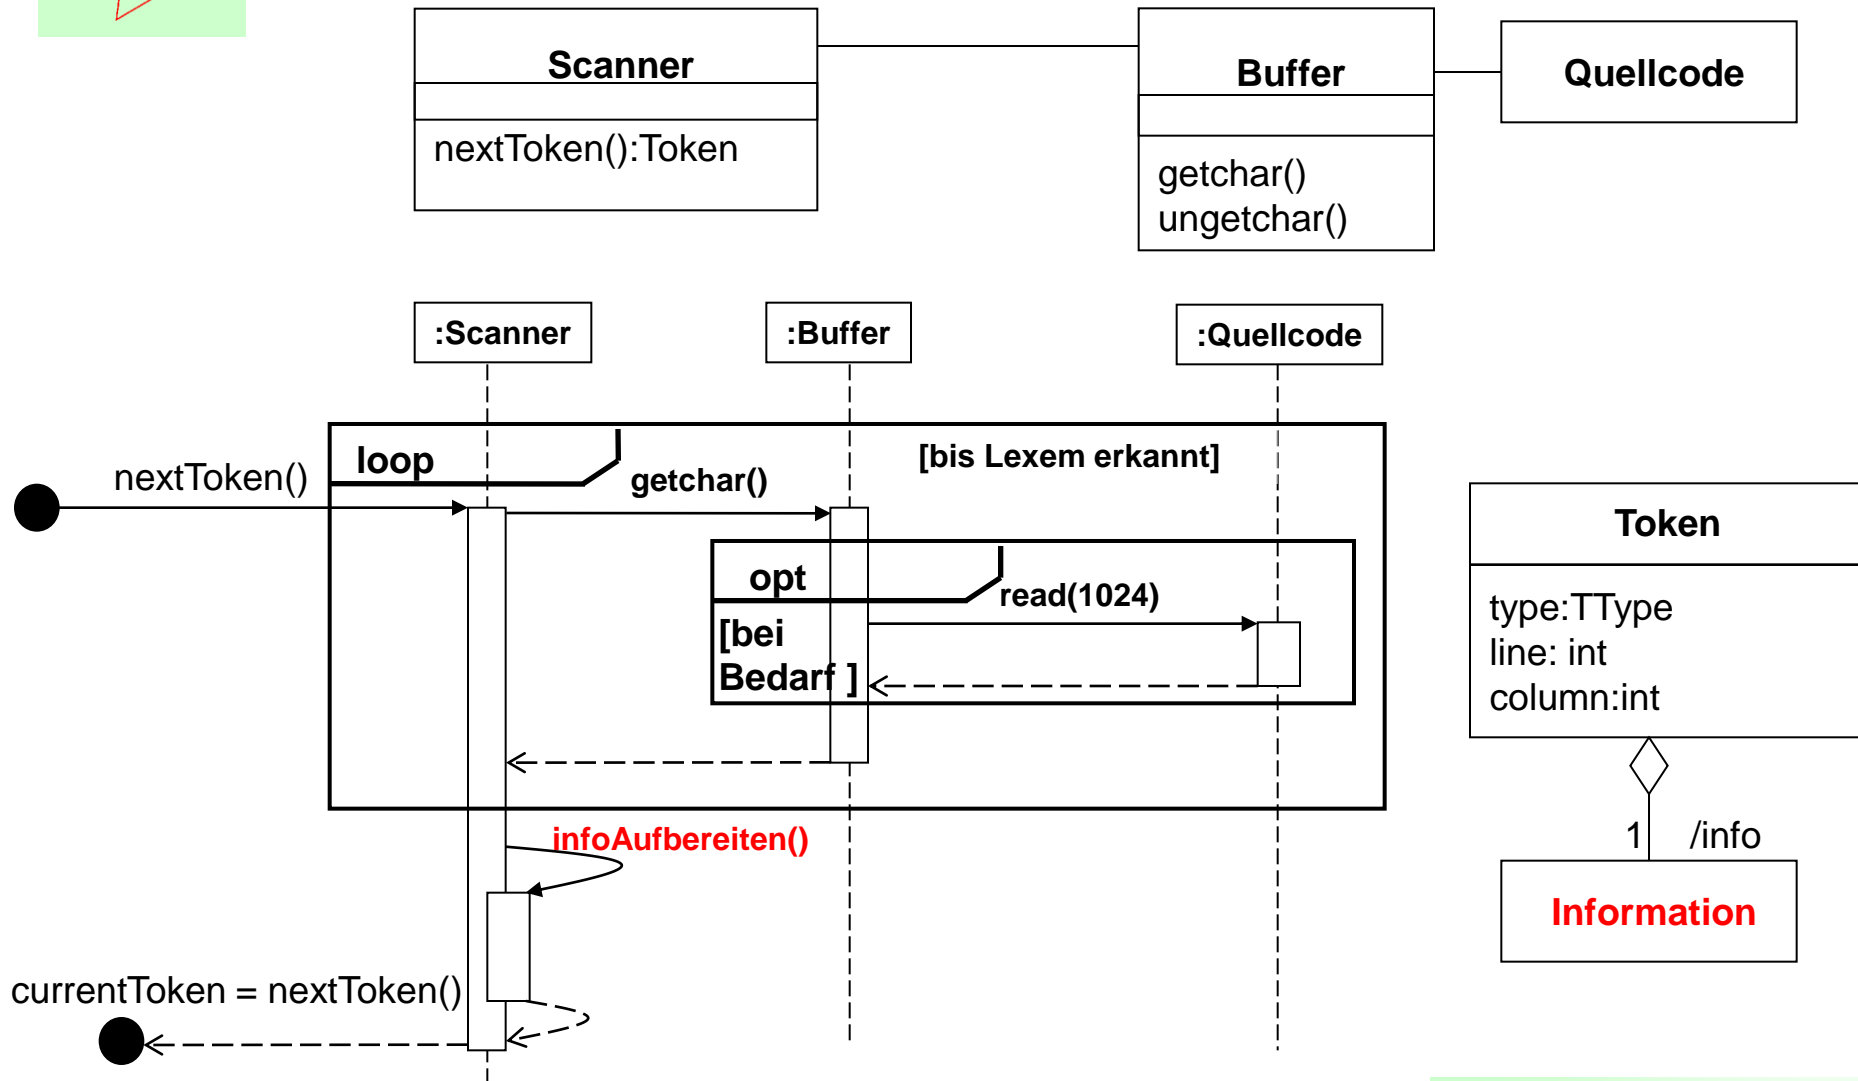 Scanner
nextToken():Token
Buffer
getchar()
ungetchar()
Quellcode
:Scanner
:Buffer
:Quellcode
loop
[bis Lexem erkannt]
nextToken()
getchar()
opt
read(1024)
[bei
Bedarf ]
infoAufbereiten()
currentToken = nextToken()
Token
type:TType
line: int
column:int
1
/info
Information